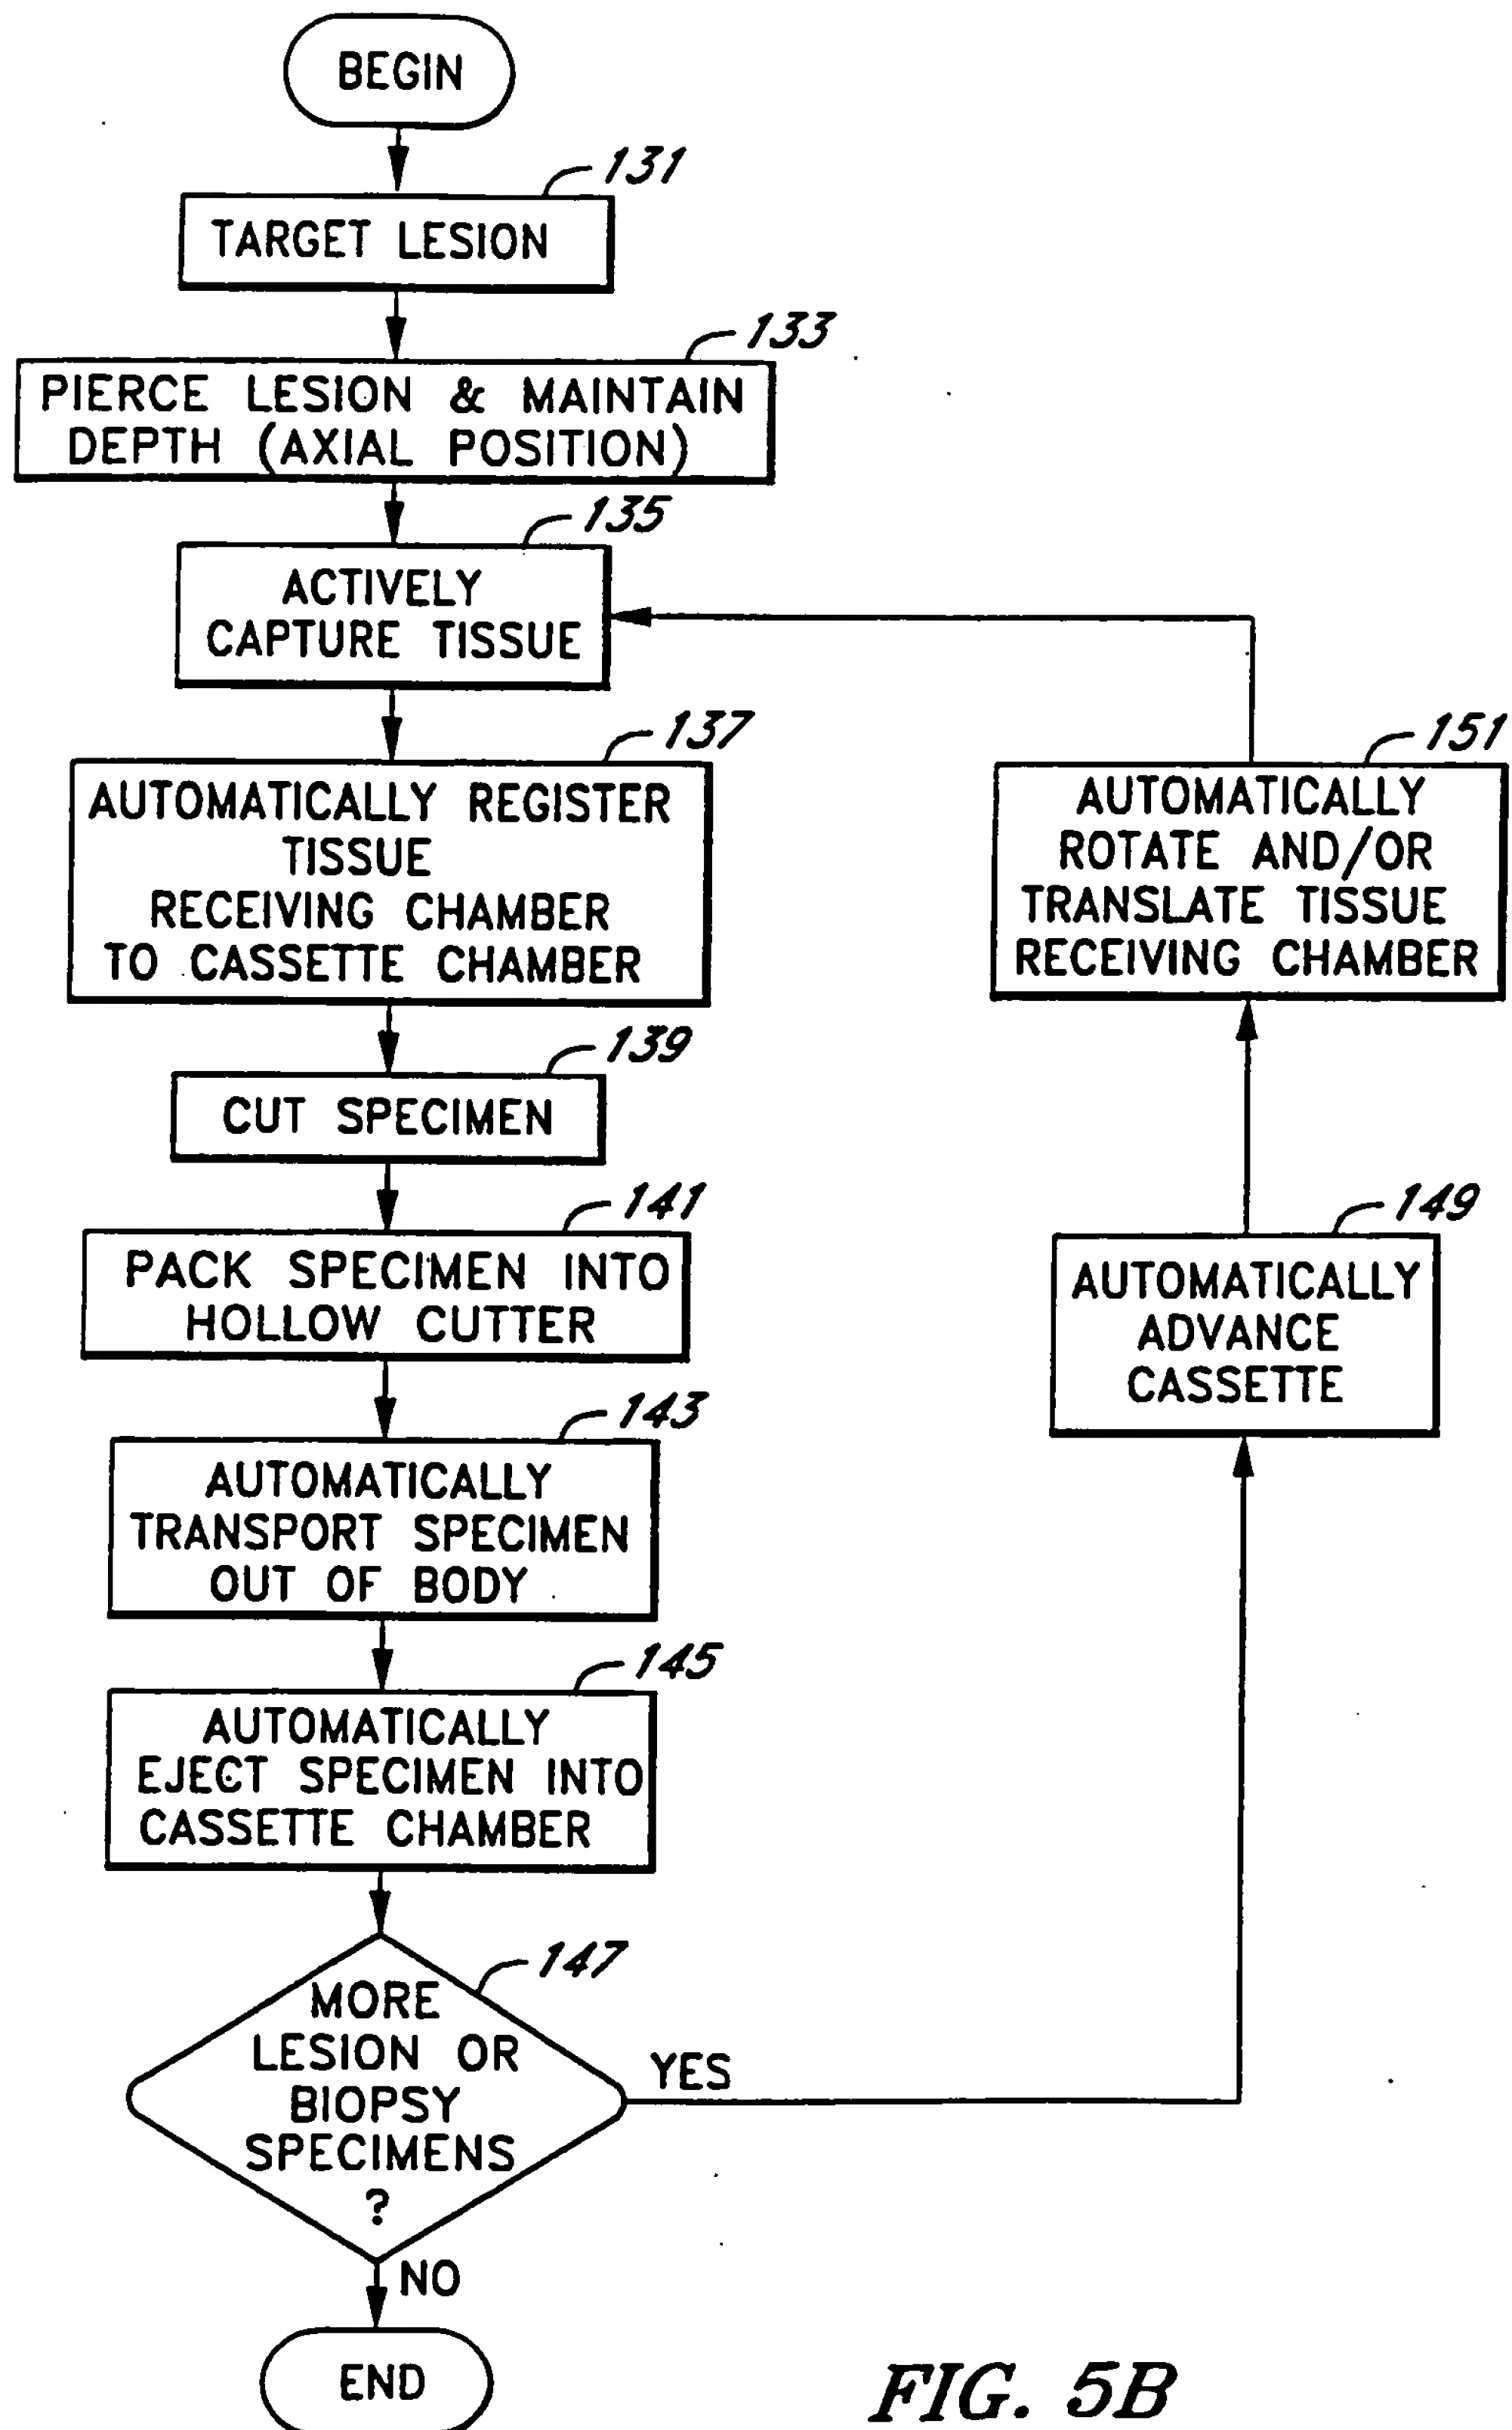 BEGIN
131
TARGET LESION
133
PIERCE LESION & MAINTAIN
DEPTH (AXIAL POSITION)
135
ACTIVELY
CAPTURE TISSUE
137
AUTOMATICALLY REGISTER
TISSUE
RECEIVING CHAMBER
TO CASSETTE CHAMBER
139
CUT SPECIMEN
141
PACK SPECIMEN INTO
HOLLOW CUTTER
143
AUTOMATICALLY
TRANSPORT SPECIMEN
OUT OF BODY
145
AUTOMATICALLY
EJECT SPECIMEN INTO
CASSETTE CHAMBER
147
MORE
LESION OR
BIOPSY
SPECIMENS
?
YES
NO
END
149
AUTOMATICALLY
ADVANCE
CASSETTE
151
AUTOMATICALLY
ROTATE AND/OR
TRANSLATE TISSUE
RECEIVING CHAMBER
FIG. 5B